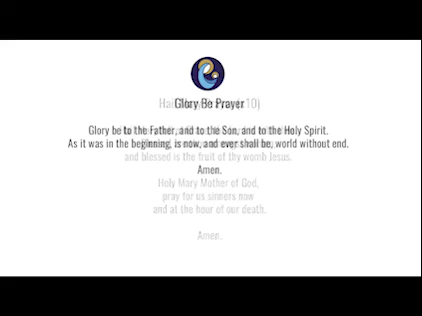 Glory Be Prayer
Glory be to the Father, and to the Son, and to the Holy Spirit.
As it was in the beginning, is now, and ever shall be, world without end.
and blessed is the fruit of thy womb Jesus.
Amen.
Holy Mary Mother of God,
pray for us sinners now
and at the hour of our death.
Amen.